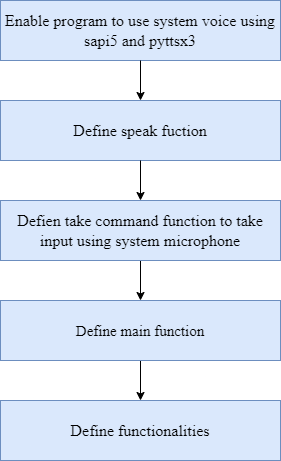 Enable program to use system voice using
sapi5 and pyttsx3
Define speak fuction
Defien take command function to take
input using system microphone
Define main function
Define functionalities